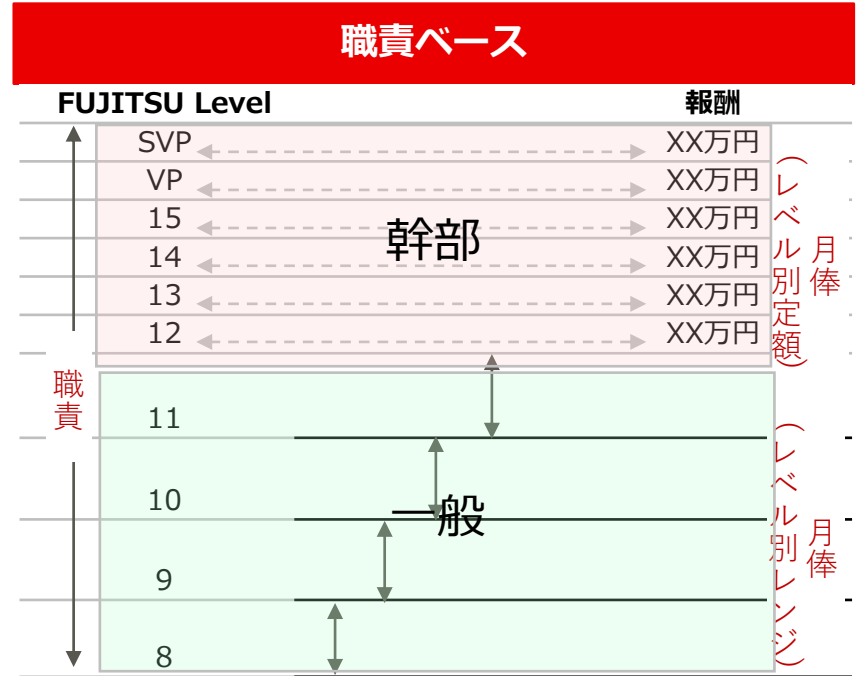 職責ベース
FUJITSU Level 報酬
SVP XX万円
VP XX万円
15 XX万円
14 XX万円
13 XX万円
12 XX万円
幹部
月俸
（レベル別定額）
職責
11
10
9
8
一般
月俸
（レベル別レンジ）